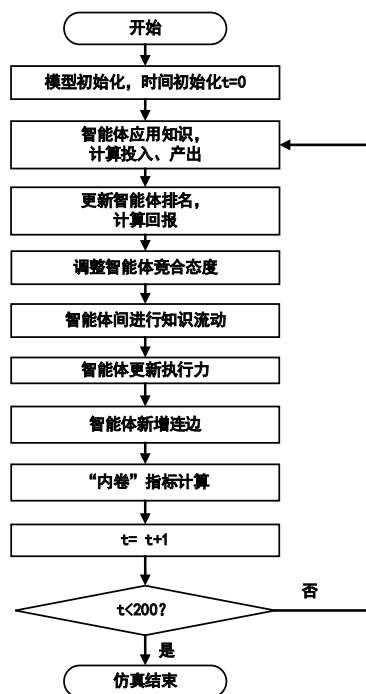 开始
模型初始化，时间初始化t=0
智能体应用知识，
计算投入、产出
更新智能体排名，
计算回报
调整智能体竞合态度
智能体间进行知识流动
智能体更新执行力
智能体新增连边
“内卷”指标计算
t= t+1
t<200?
否
是
仿真结束